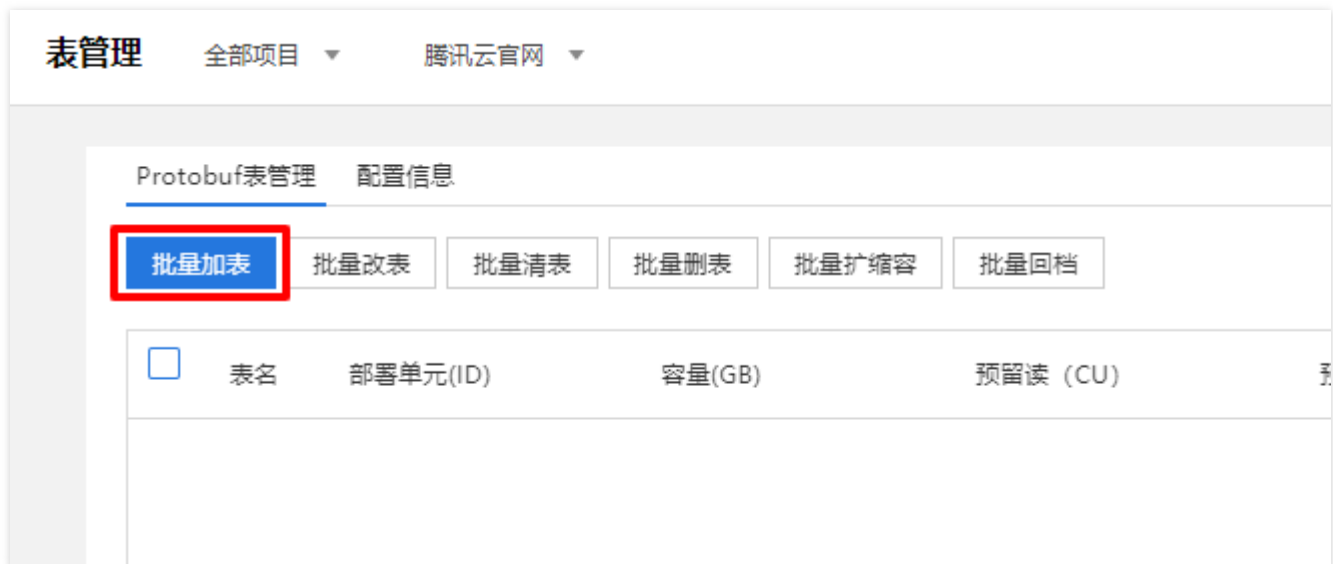 表管理 全部项目 腾讯云官网
Protobuf表管理 配置信息
批量加表 批量改表 批量清表 批量删表 批量扩缩容 批量回档
表名 部署单元(ID) 容量(GB) 预留读（CU）